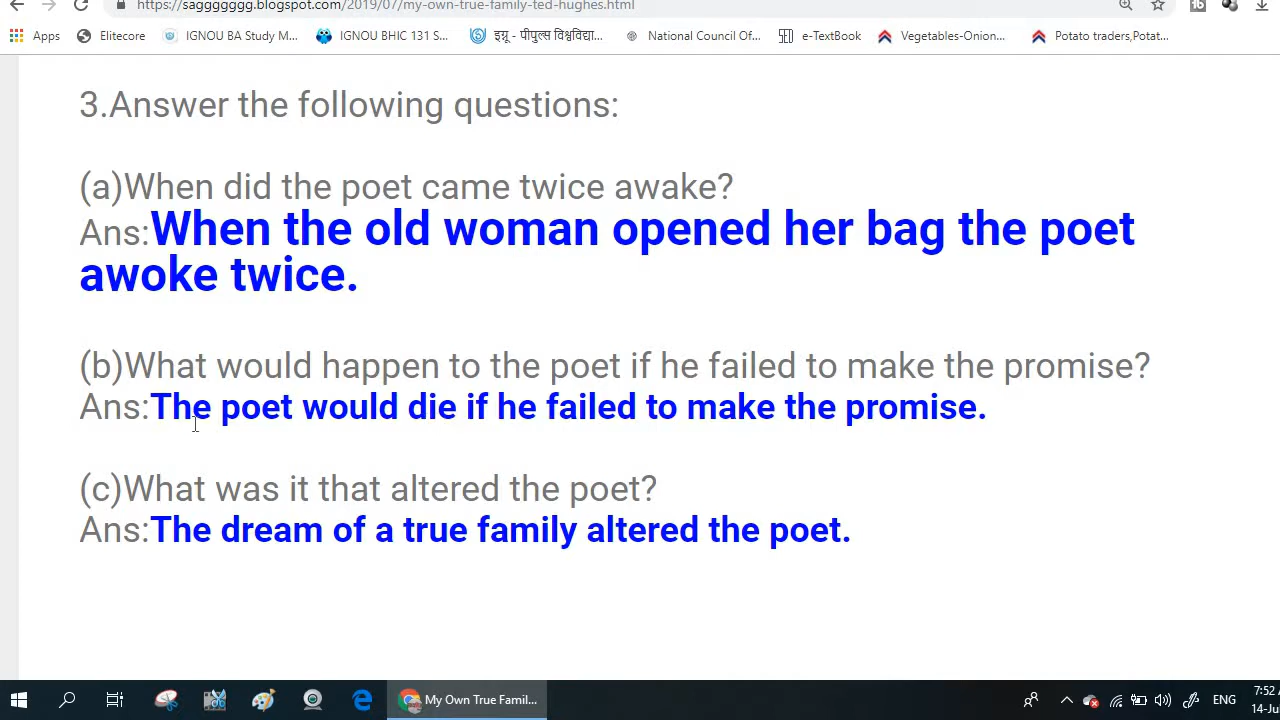 https://saggggggg.blogspot.com/2019/07/my-own-true-family-ted-hughes.html
Apps Elitecore IGNOU BA Study M... IGNOU BHIC 131 S... इग्नू - पीपुल्स विश्वविद्या... National Council Of... e-TextBook Vegetables-Onion... Potato traders,Potat...
3.Answer the following questions:
(a)When did the poet came twice awake?
Ans:When the old woman opened her bag the poet
awoke twice.
(b)What would happen to the poet if he failed to make the promise?
Ans:The poet would die if he failed to make the promise.
(c)What was it that altered the poet?
Ans:The dream of a true family altered the poet.
My Own True Famil... ENG 7:52
14-Ju